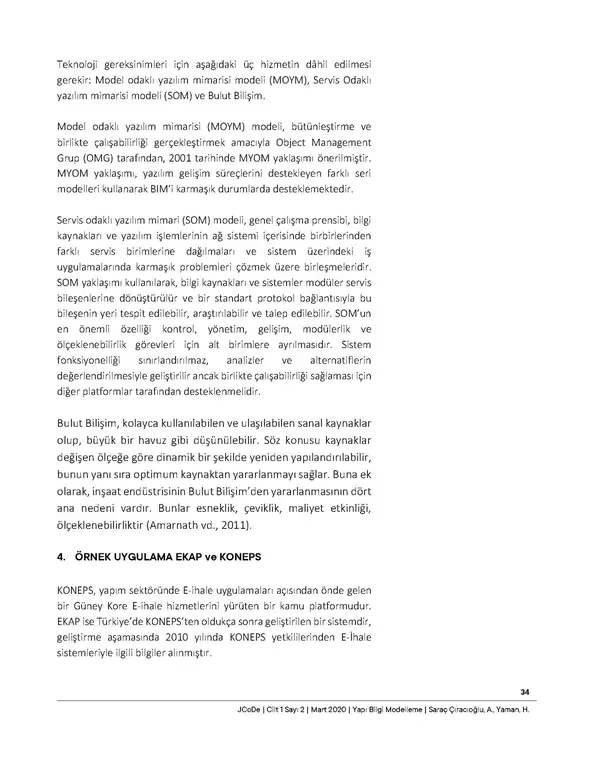 Teknoloji gereksinimleri için aşağıdaki üç hizmetin dâhil edilmesi
gerekir: Model odaklı yazılım mimarisi modeli (MOYM), Servis Odaklı
yazılım mimarisi modeli (SOM) ve Bulut Bilişim.
Model odaklı yazılım mimarisi (MOYM) modeli, bütünleştirme ve
birlikte çalışabilirliği gerçekleştirmek amacıyla Object Management
Grup (OMG) tarafından, 2001 tarihinde MYOM yaklaşımı önerilmiştir.
MYOM yaklaşımı, yazılım gelişim süreçlerini destekleyen farklı seri
modelleri kullanarak BIM'i karmaşık durumlarda desteklemektedir.
Servis odaklı yazılım mimari (SOM) modeli, genel çalışma prensibi, bilgi
kaynakları ve yazılım işlemlerinin ağ sistemi içerisinde birbirlerinden
farklı servis birimlerine dağılmaları ve sistem üzerindeki iş
uygulamalarında karmaşık problemleri çözmek üzere birleşmeleridir.
SOM yaklaşımı kullanılarak, bilgi kaynakları ve sistemler modüler servis
bileşenlerine dönüştürülür ve bir standart protokol bağlantısıyla bu
bileşenin yeri tespit edilebilir, araştırılabilir ve talep edilebilir. SOM'un
en önemli özelliği kontrol, yönetim, gelişim, modülerlik ve
ölçeklenebilirlik görevleri için alt birimlere ayrılmasıdır. Sistem
fonksiyonelliği sınırlandırılmaz, analizler ve alternatiflerin
değerlendirilmesiyle geliştirilir ancak birlikte çalışabilirliği sağlaması için
diğer platformlar tarafından desteklenmelidir.
Bulut Bilişim, kolayca kullanılabilen ve ulaşılabilen sanal kaynaklar
olup, büyük bir havuz gibi düşünülebilir. Söz konusu kaynaklar
değişen ölçeğe göre dinamik bir şekilde yeniden yapılandırılabilir,
bunun yanı sıra optimum kaynaktan yararlanmayı sağlar. Buna ek
olarak, inşaat endüstrisinin Bulut Bilişim'den yararlanmasının dört
ana nedeni vardır. Bunlar esneklik, çeviklik, maliyet etkinliği,
ölçeklenebilirliktir (Amarnath vd., 2011).
4. ÖRNEK UYGULAMA EKAP ve KONEPS
KONEPS, yapım sektöründe E-ihale uygulamaları açısından önde gelen
bir Güney Kore E-ihale hizmetlerini yürüten bir kamu platformudur.
EKAP ise Türkiye'de KONEPS'ten oldukça sonra geliştirilen bir sistemdir,
geliştirme aşamasında 2010 yılında KONEPS yetkililerinden E-İhale
sistemleriyle ilgili bilgiler alınmıştır.
34
JCoDe | Cilt 1 Sayı 2 | Mart 2020 | Yapı Bilgi Modelleme | Saraç Çıracıoğlu, A., Yaman, H.